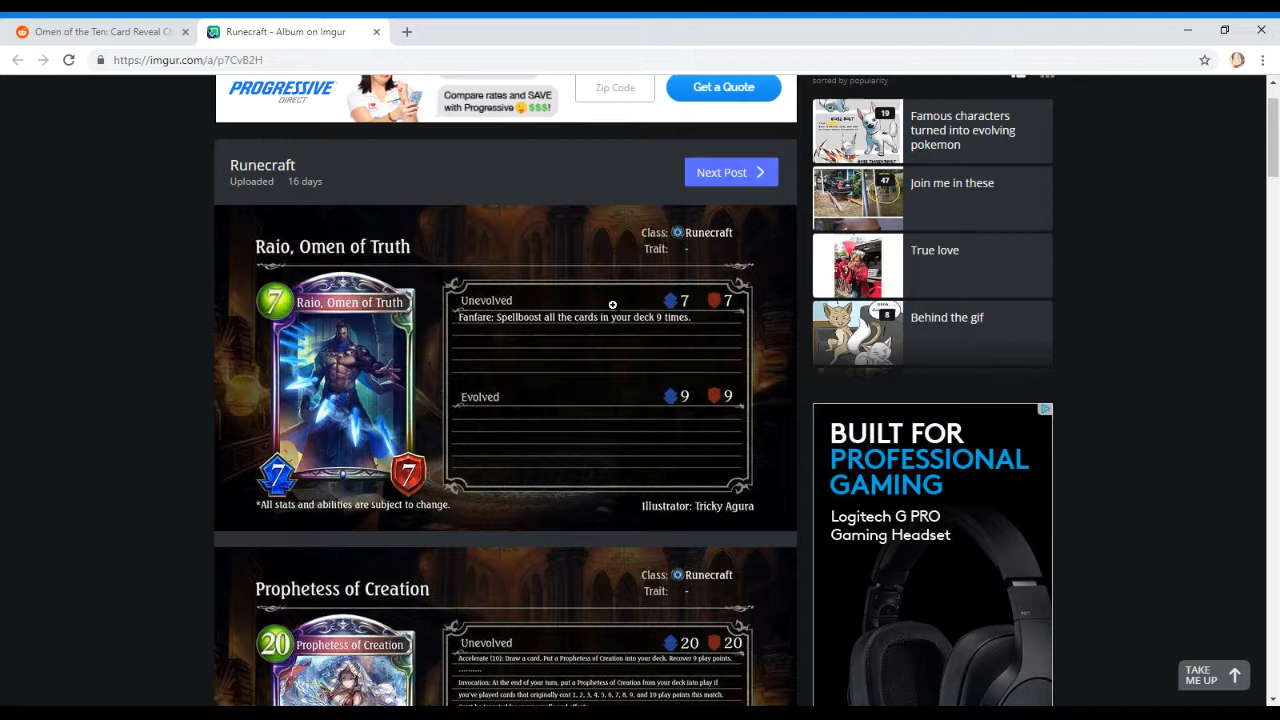 Omen of the Ten: Card Reveal Ch
Runecraft - Album on Imgur
https://imgur.com/a/p7CvB2H
PROGRESSIVE
DIRECT
Compare rates and SAVE
with Progressive 😛 $$$!
Zip Code
Get a Quote
sorted by popularity
19
Famous characters
turned into evolving
pokemon
47
Join me in these
True love
8
Behind the gif
Runecraft
Uploaded 16 days
Next Post
Raio, Omen of Truth
Class: Runecraft
Trait: -
7
Raio, Omen of Truth
7
7
Unevolved 7 7
Fanfare: Spellboost all the cards in your deck 9 times.
Evolved 9 9
*All stats and abilities are subject to change.
Illustrator: Tricky Agura
Prophetess of Creation
Class: Runecraft
Trait: -
20
Prophetess of Creation
Unevolved 20 20
Accelerate (10): Draw a card. Put a Prophetess of Creation into your deck. Recover 9 play points.
----------
Invocation: At the end of your turn, put a Prophetess of Creation from your deck into play if
you've played cards that originally cost 1, 2, 3, 4, 5, 6, 7, 8, 9, and 10 play points this match.
BUILT FOR
PROFESSIONAL
GAMING
Logitech G PRO
Gaming Headset
PRO
TAKE
ME UP